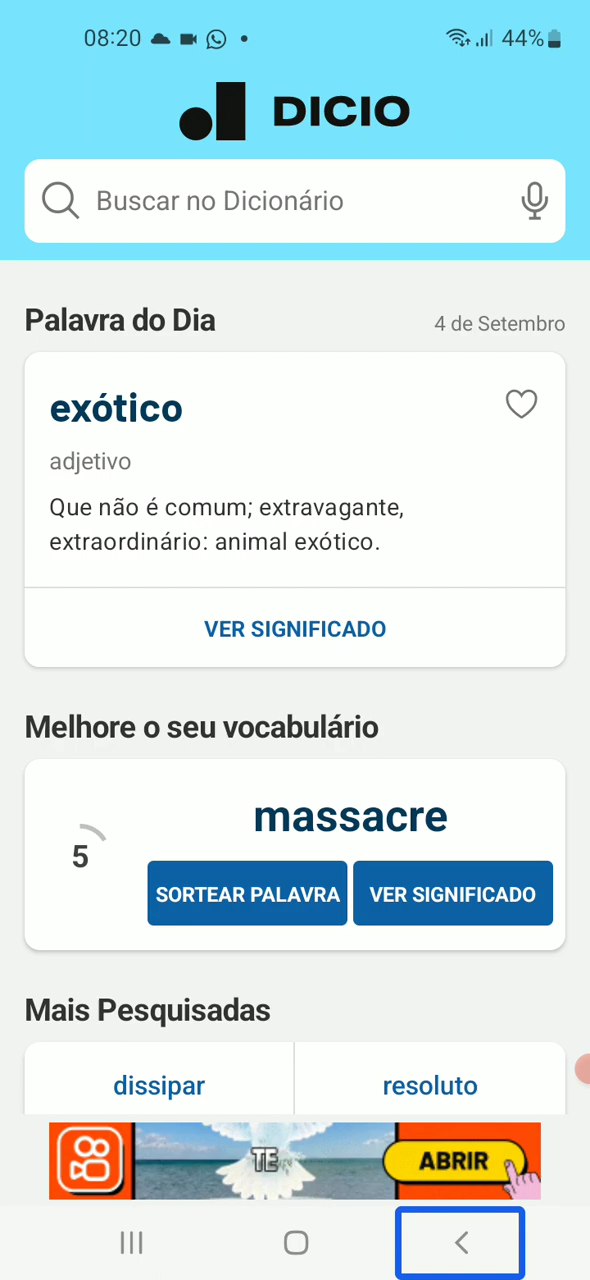 08:20
44%
DICIO
Buscar no Dicionário
Palavra do Dia
4 de Setembro
exótico
adjetivo
Que não é comum; extravagante,
extraordinário: animal exótico.
VER SIGNIFICADO
Melhore o seu vocabulário
massacre
5
SORTEAR PALAVRA
VER SIGNIFICADO
Mais Pesquisadas
dissipar
resoluto
TE
ABRIR